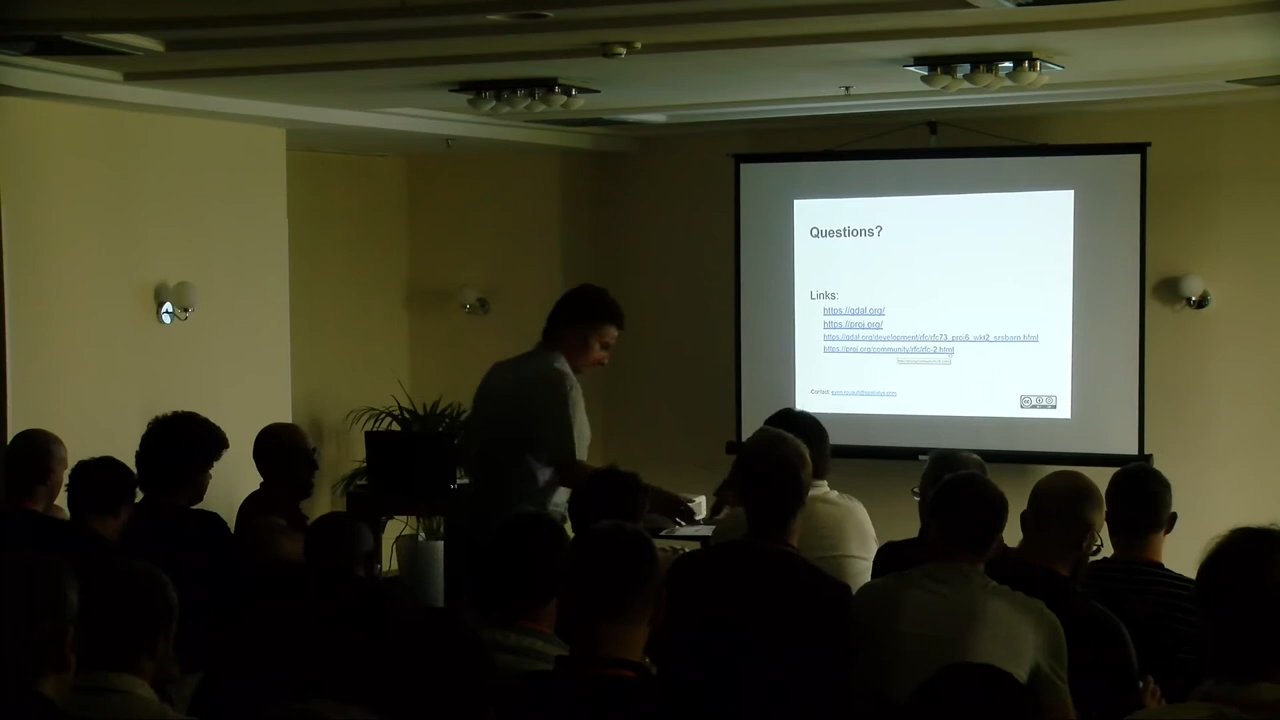 Questions?
Links:
https://gdal.org/
https://proj.org/
https://gdal.org/development/rfc/rfc73_proj6_wkt2_srsbarn.html
https://proj.org/community/rfc/rfc-2.html
Contact: